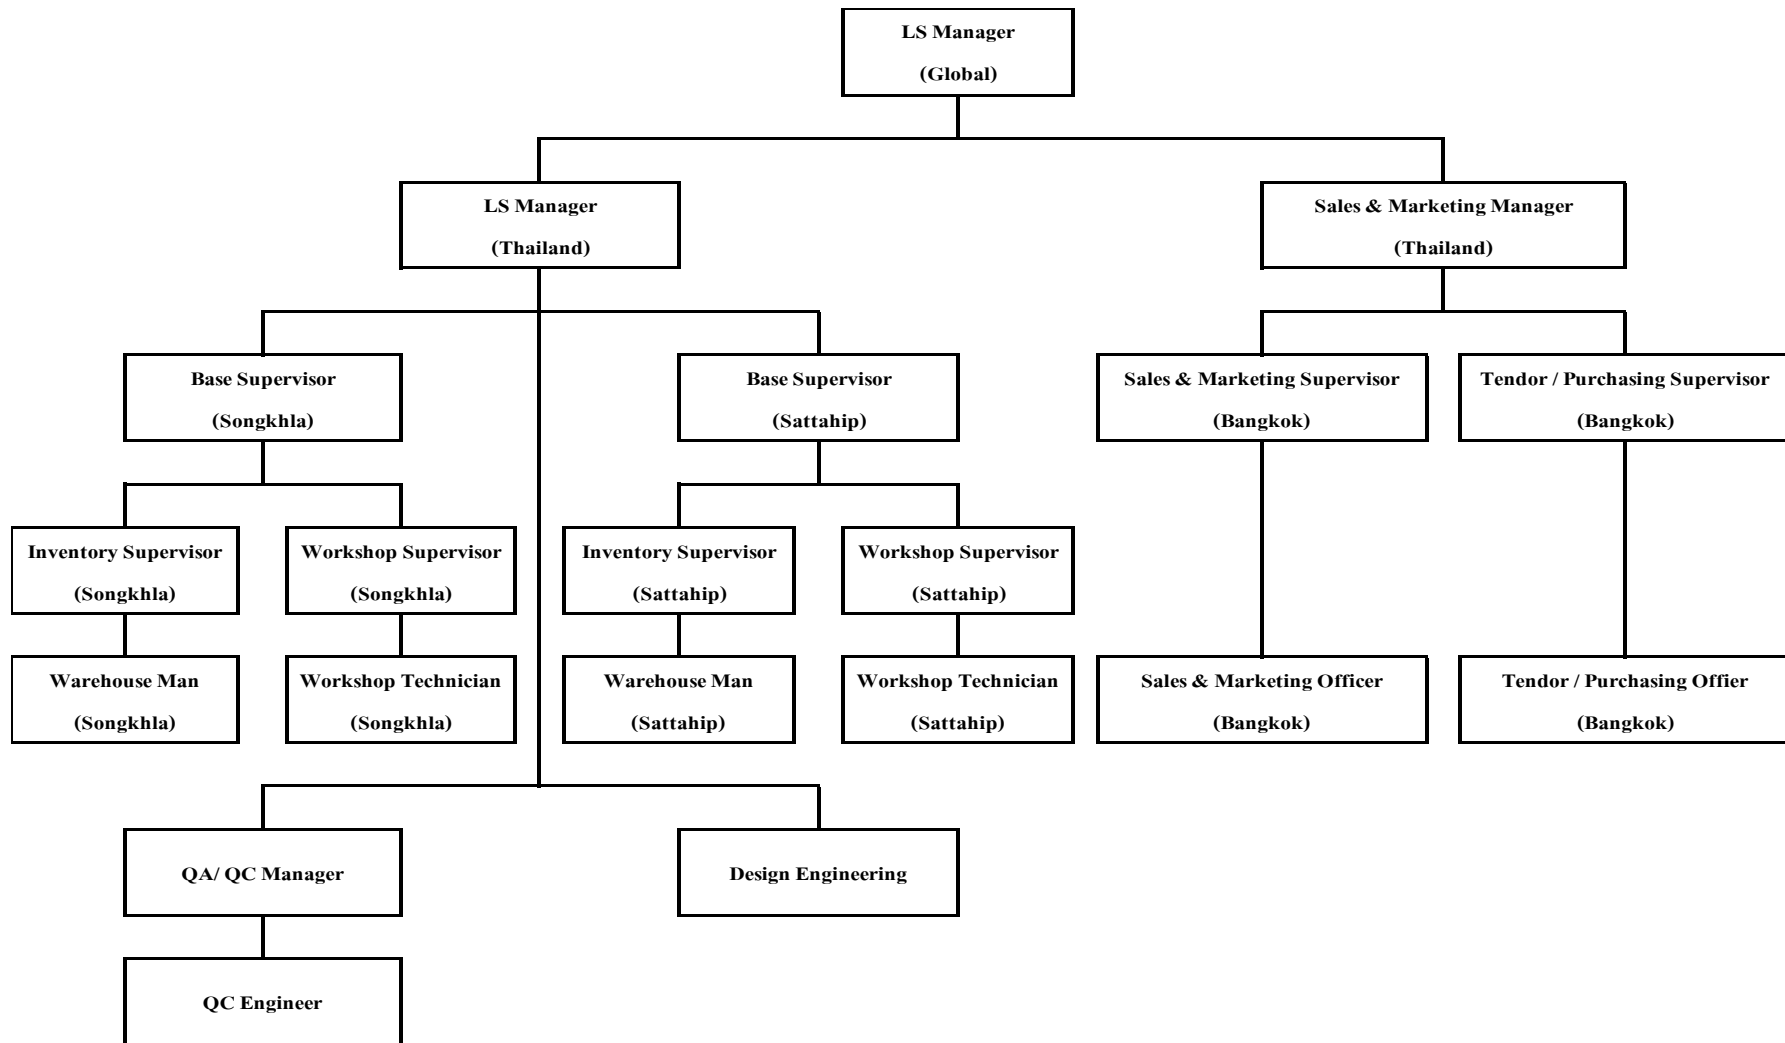 LS Manager
(Global)
LS Manager
(Thailand)
Sales & Marketing Manager
(Thailand)
Base Supervisor
(Songkhla)
Base Supervisor
(Sattahip)
Sales & Marketing Supervisor
(Bangkok)
Tendor / Purchasing Supervisor
(Bangkok)
Inventory Supervisor
(Songkhla)
Workshop Supervisor
(Songkhla)
Inventory Supervisor
(Sattahip)
Workshop Supervisor
(Sattahip)
Warehouse Man
(Songkhla)
Workshop Technician
(Songkhla)
Warehouse Man
(Sattahip)
Workshop Technician
(Sattahip)
Sales & Marketing Officer
(Bangkok)
Tendor / Purchasing Offier
(Bangkok)
QA/ QC Manager
Design Engineering
QC Engineer